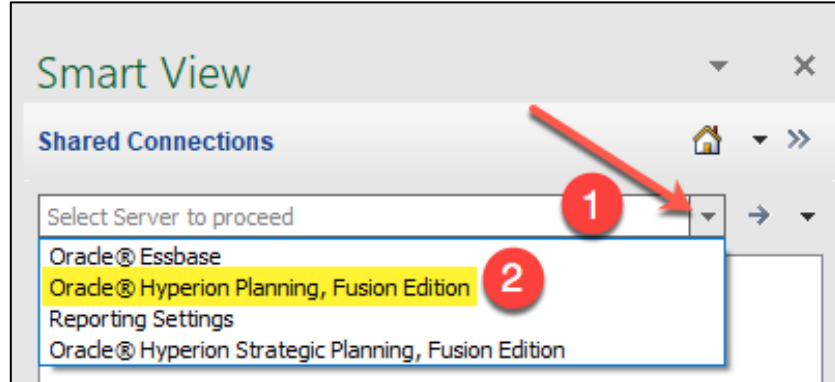 Smart View
Shared Connections
Select Server to proceed
1
Oracle® Essbase
Oracle® Hyperion Planning, Fusion Edition
2
Reporting Settings
Oracle® Hyperion Strategic Planning, Fusion Edition